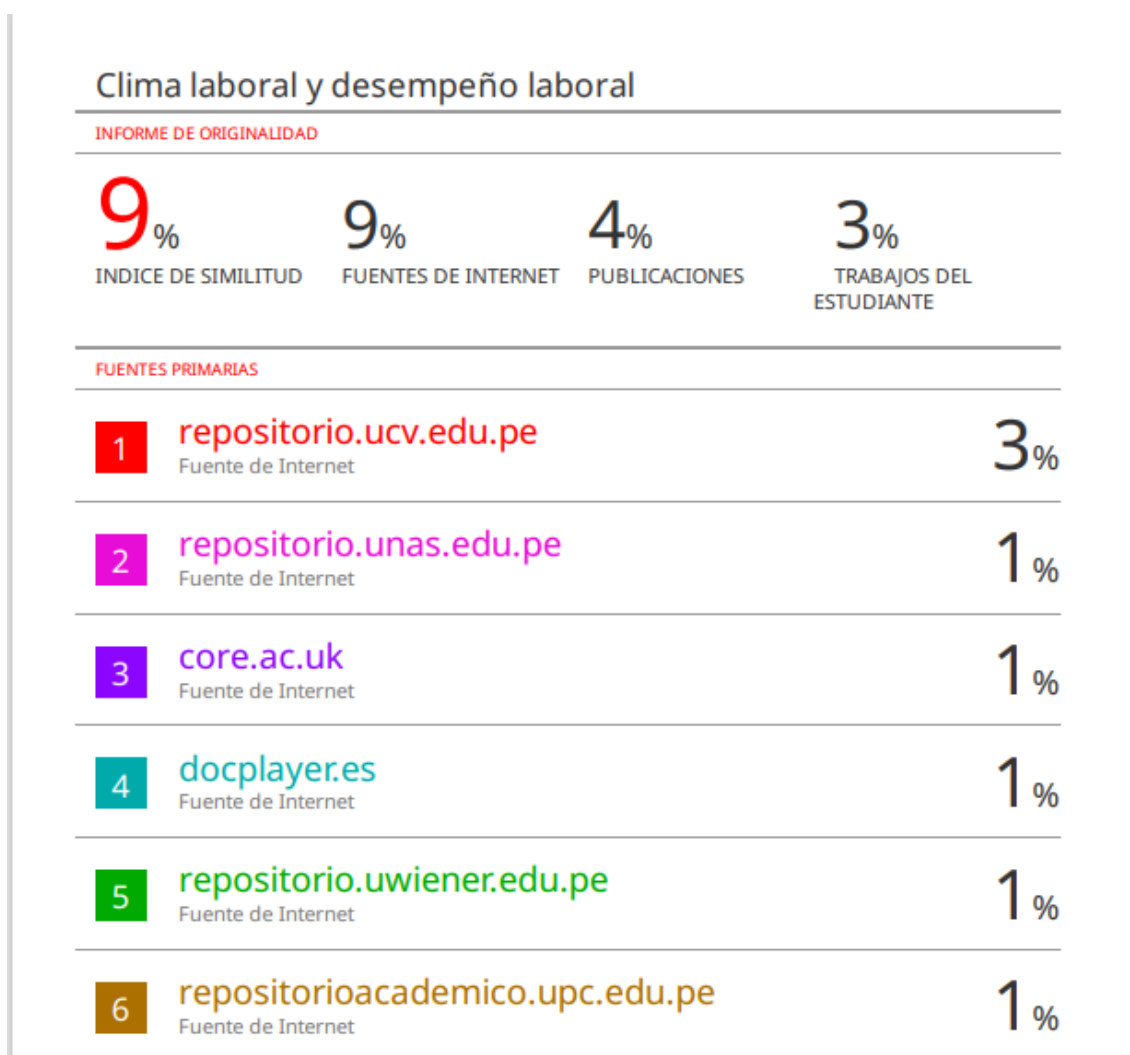 Clima laboral y desempeño laboral
INFORME DE ORIGINALIDAD
9% 9% 4% 3%
INDICE DE SIMILITUD FUENTES DE INTERNET PUBLICACIONES TRABAJOS DEL
ESTUDIANTE
FUENTES PRIMARIAS
1 repositorio.ucv.edu.pe 3%
Fuente de Internet
2 repositorio.unas.edu.pe 1%
Fuente de Internet
3 core.ac.uk 1%
Fuente de Internet
4 docplayer.es 1%
Fuente de Internet
5 repositorio.uwiener.edu.pe 1%
Fuente de Internet
6 repositorioacademico.upc.edu.pe 1%
Fuente de Internet